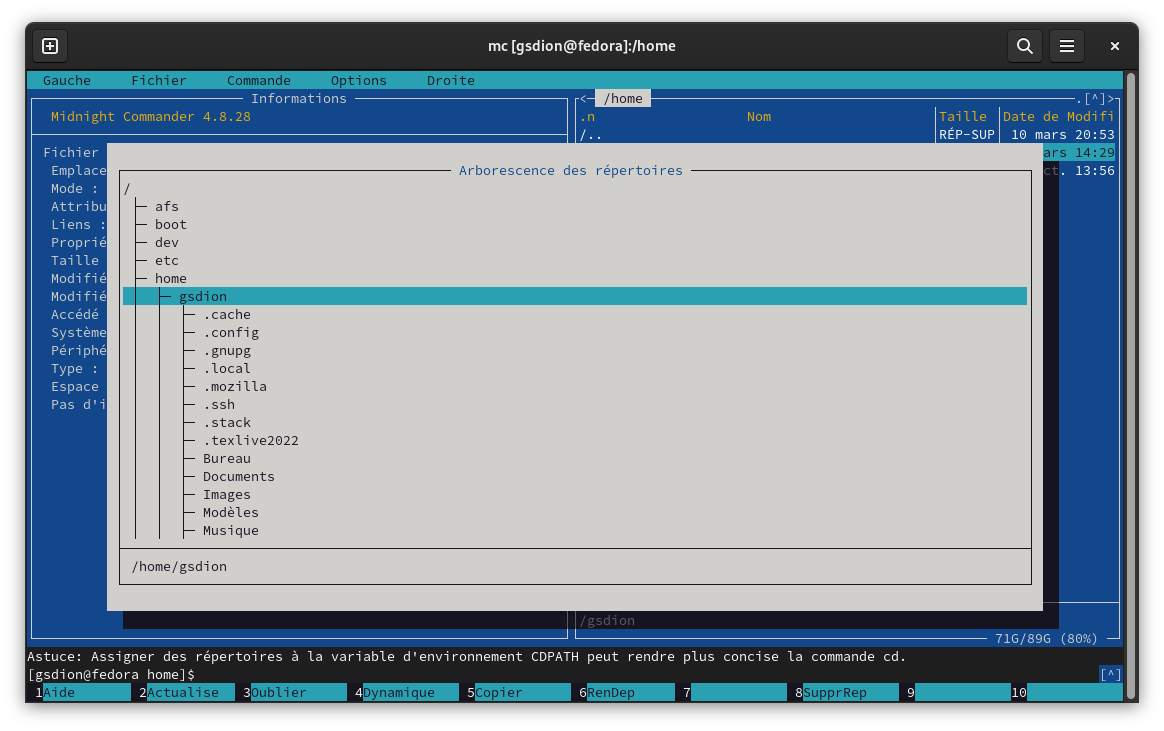 mc [gsdion@fedora]:/home
Gauche Fichier Commande Options Droite
Informations
<─ /home ─.[^]>
Midnight Commander 4.8.28
.n Nom Taille Date de Modifi
/.. RÉP-SUP 10 mars 20:53
Fichier
ars 14:29
Emplace
ct. 13:56
Arborescence des répertoires
Mode :
/
Attribu
afs
Liens :
boot
Proprié
dev
Taille
etc
Modifié
home
Modifié
gsdion
Accédé
.cache
Système
.config
Périphé
.gnupg
Type :
.local
Espace
.mozilla
Pas d'i
.ssh
.stack
.texlive2022
Bureau
Documents
Images
Modèles
Musique
/home/gsdion
/gsdion
71G/89G (80%)
Astuce: Assigner des répertoires à la variable d'environnement CDPATH peut rendre plus concise la commande cd.
[gsdion@fedora home]$ [^]
1Aide 2Actualise 3Oublier 4Dynamique 5Copier 6RenDep 7 8SupprRep 9 10